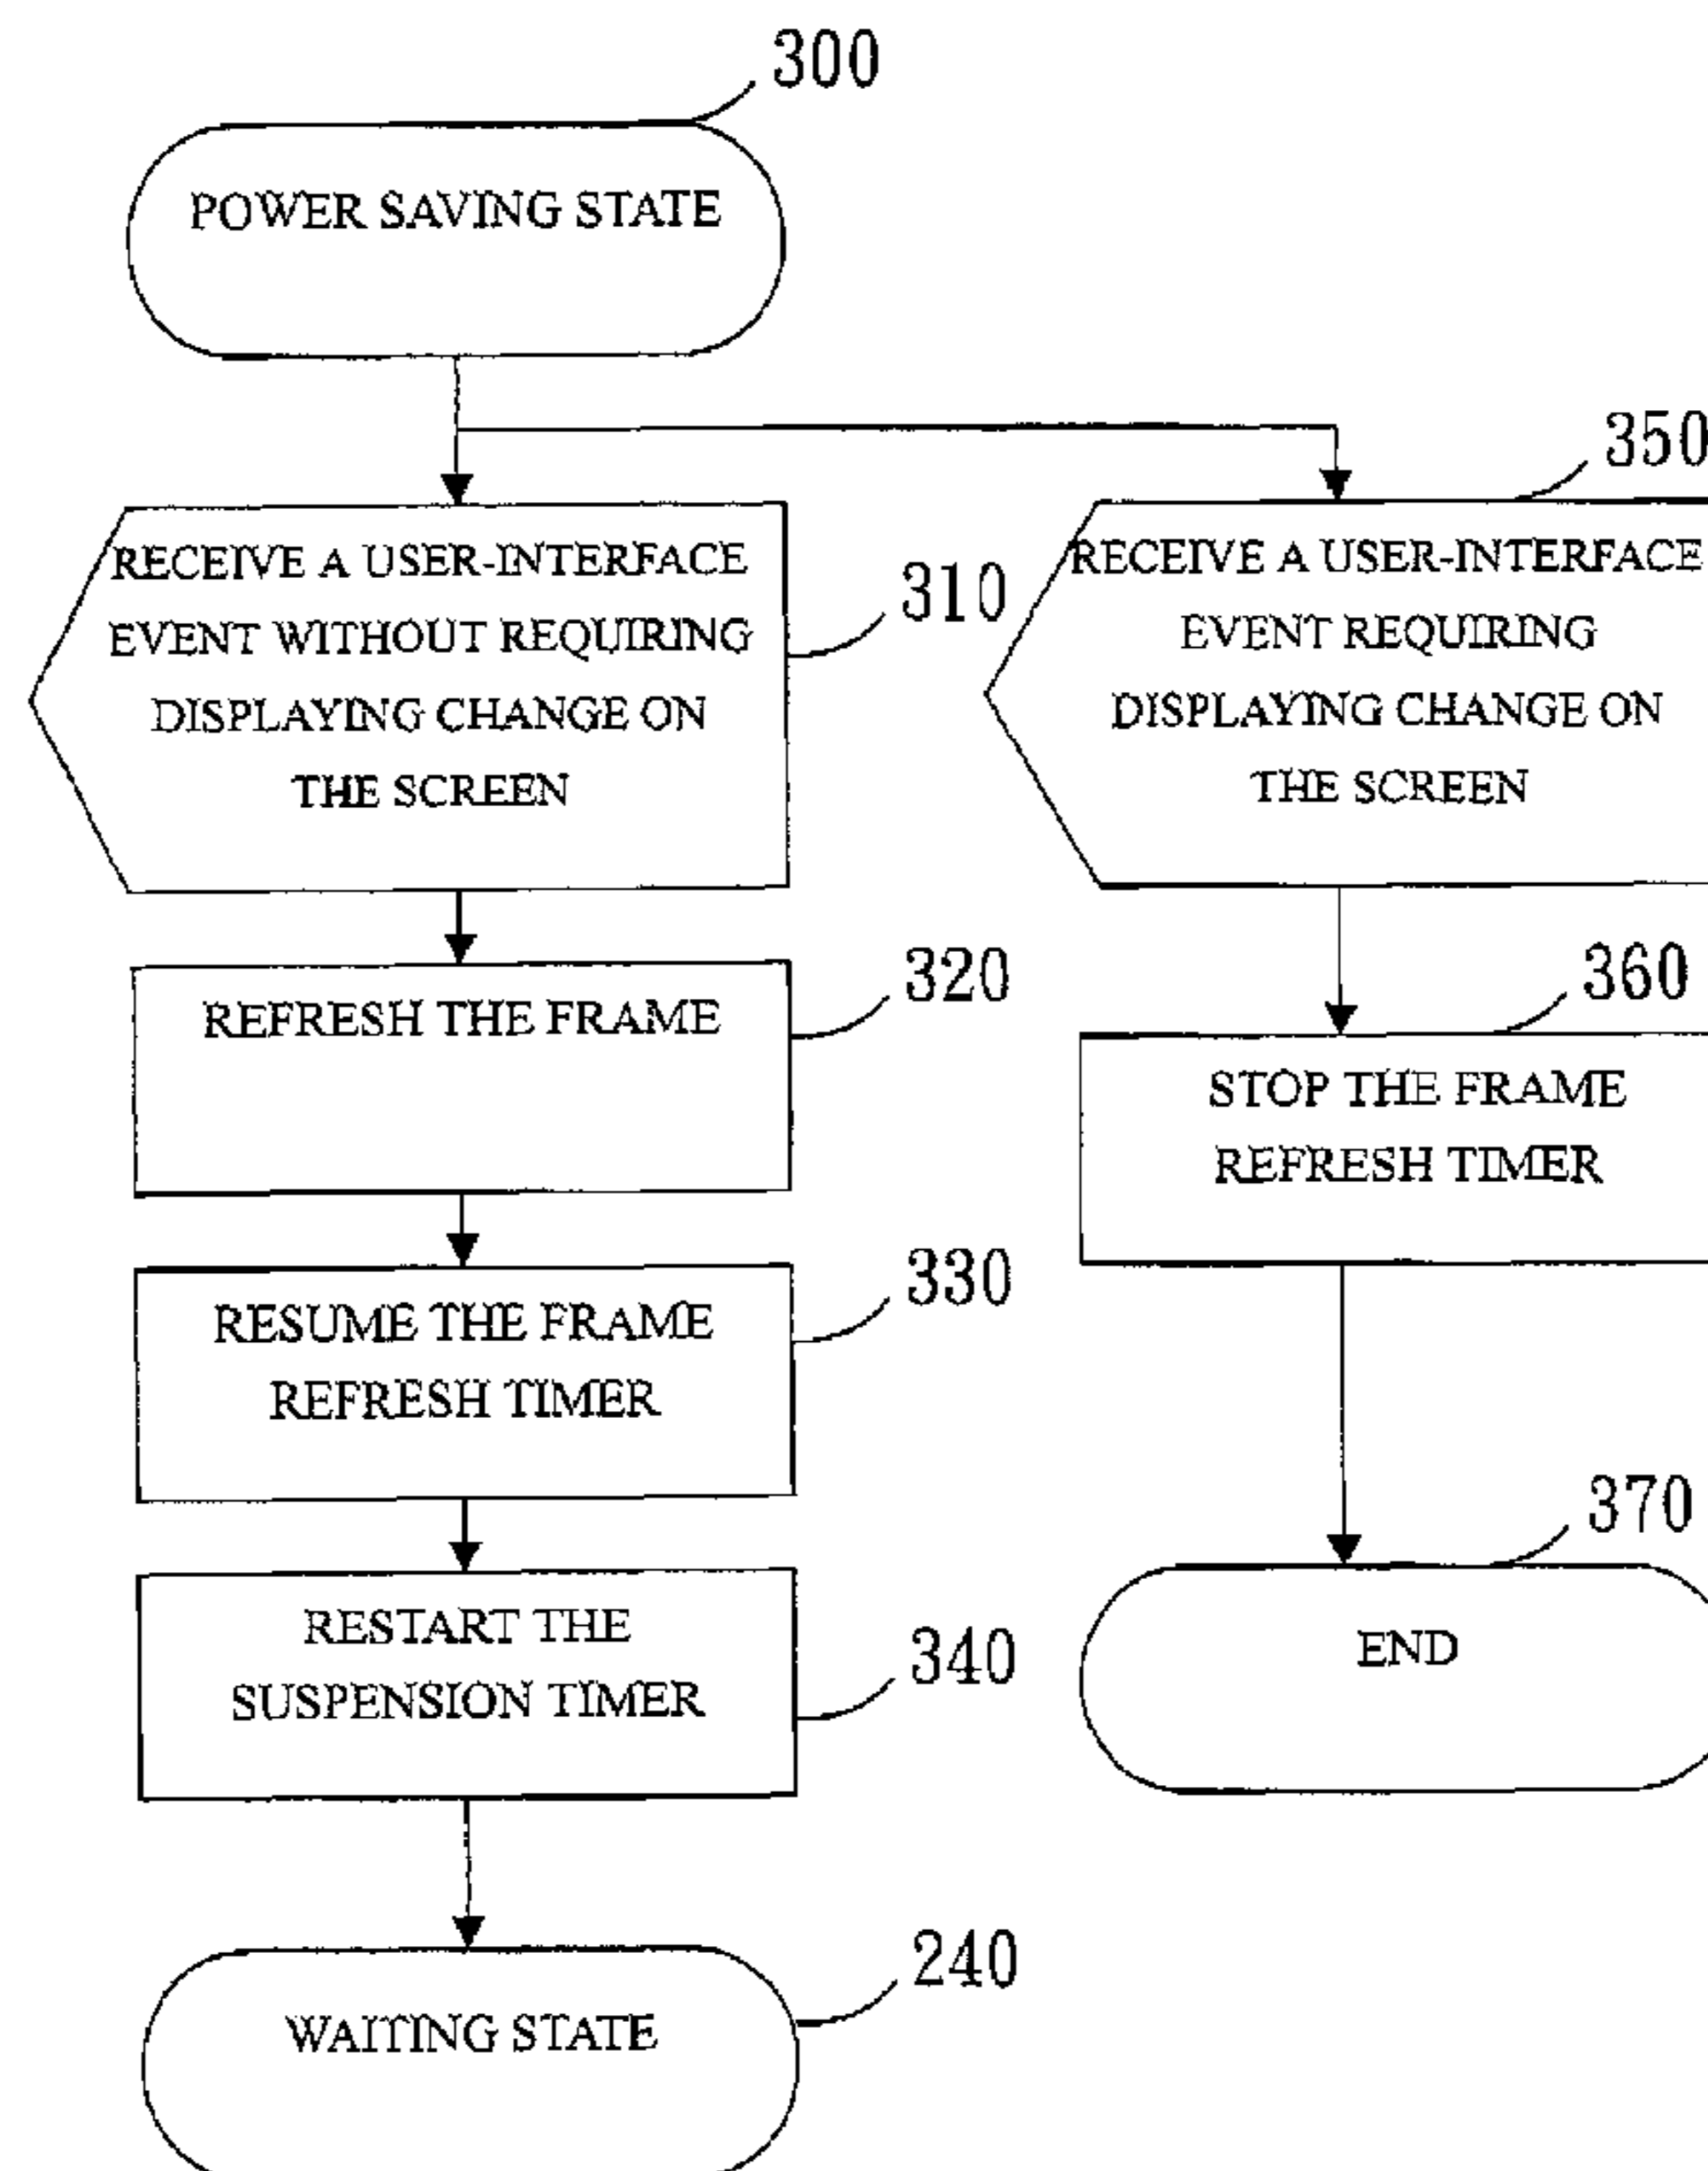 300
POWER SAVING STATE
350
RECEIVE A USER-INTERFACE
EVENT WITHOUT REQUIRING
DISPLAYING CHANGE ON
THE SCREEN
310
RECEIVE A USER-INTERFACE
EVENT REQUIRING
DISPLAYING CHANGE ON
THE SCREEN
320
REFRESH THE FRAME
360
STOP THE FRAME
REFRESH TIMER
330
RESUME THE FRAME
REFRESH TIMER
370
END
340
RESTART THE
SUSPENSION TIMER
240
WAITING STATE